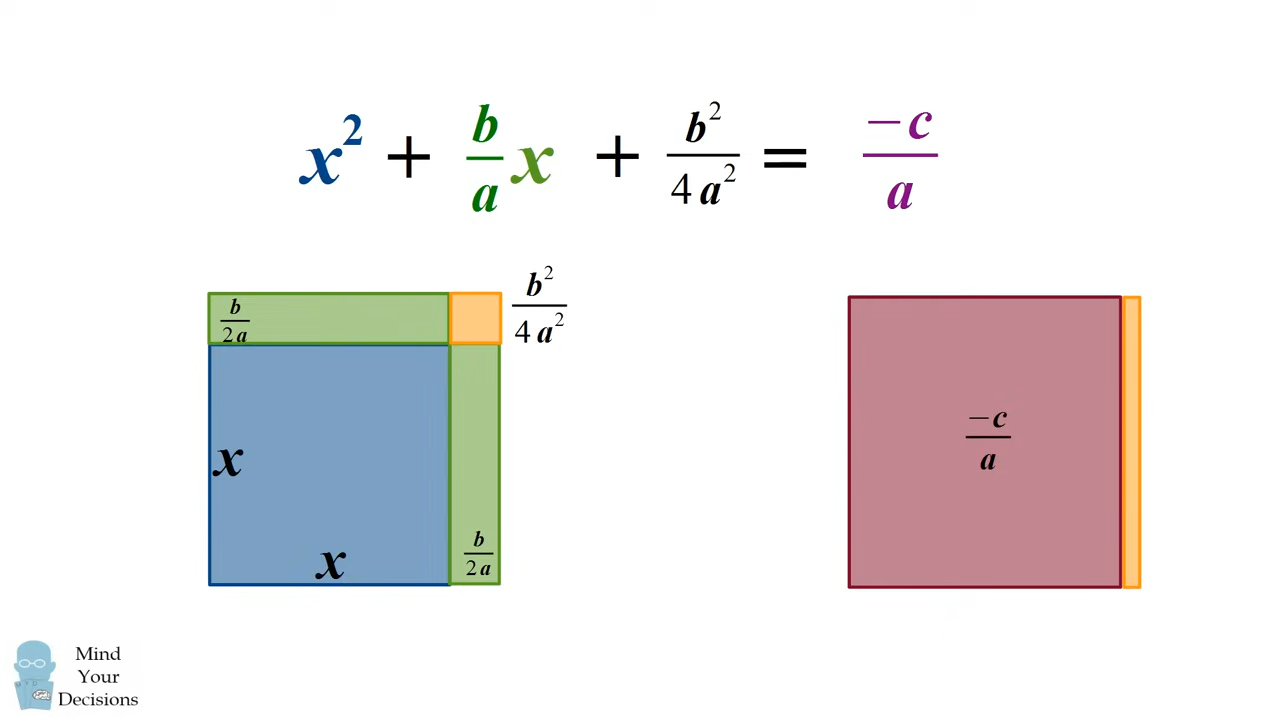 x² + b/a x + b²/4a² = −c/a
b/2a
b²/4a²
x
x
b/2a
−c/a
Mind
Your
Decisions